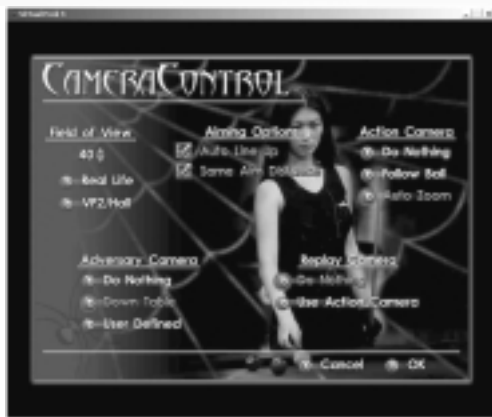 CameraControl
Field of View
40
Real Life
VP2/Hall
Aiming Options
Auto Line-up
Same Aim Distance
Action Camera
Do Nothing
Follow Ball
Auto Zoom
Adversary Camera
Do Nothing
Down Table
User Defined
Replay Camera
Do Nothing
Use Action Camera
Cancel
OK